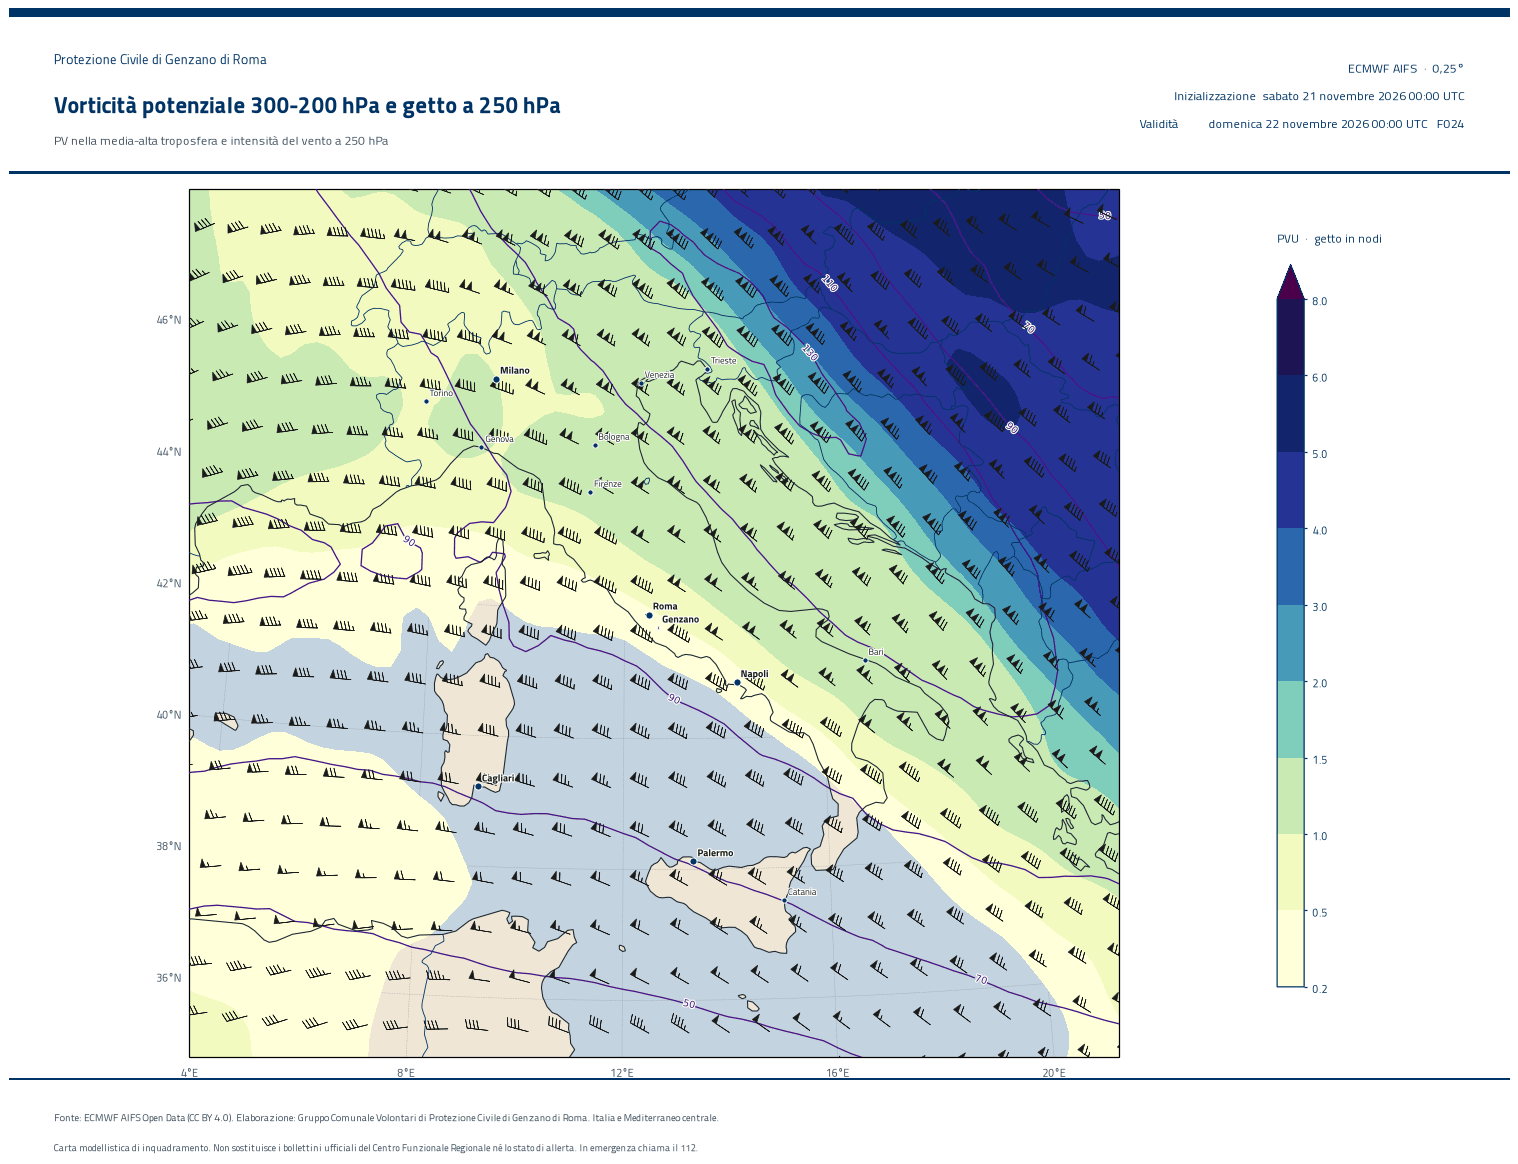 Protezione Civile di Genzano di Roma
Vorticità potenziale 300-200 hPa e getto a 250 hPa
PV nella media-alta troposfera e intensità del vento a 250 hPa
ECMWF AIFS · 0,25°
Inizializzazione sabato 21 novembre 2026 00:00 UTC
Validità domenica 22 novembre 2026 00:00 UTC F024
PVU · getto in nodi
8.0
6.0
5.0
4.0
3.0
2.0
1.5
1.0
0.5
0.2
46°N
44°N
42°N
40°N
38°N
36°N
4°E
8°E
12°E
16°E
20°E
110
130
70
90
90
90
70
50
Milano
Torino
Venezia
Trieste
Genova
Bologna
Firenze
Roma
Genzano
Napoli
Bari
Cagliari
Palermo
Catania
Fonte: ECMWF AIFS Open Data (CC BY 4.0). Elaborazione: Gruppo Comunale Volontari di Protezione Civile di Genzano di Roma. Italia e Mediterraneo centrale.
Carta modellistica di inquadramento. Non sostituisce i bollettini ufficiali del Centro Funzionale Regionale né lo stato di allerta. In emergenza chiama il 112.